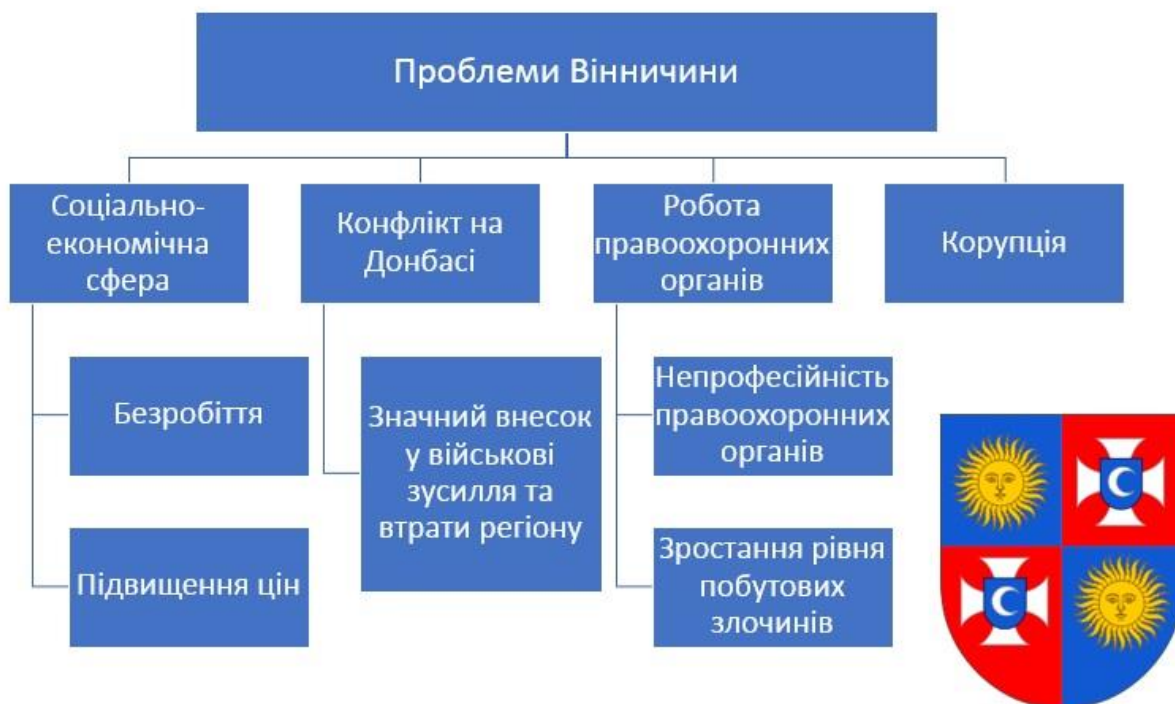 Проблеми Вінничини
Соціально-
економічна
сфера
Конфлікт на
Донбасі
Робота
правоохоронних
органів
Корупція
Безробіття
Підвищення цін
Значний внесок
у військові
зусилля та
втрати регіону
Непрофесійність
правоохоронних
органів
Зростання рівня
побутових
злочинів